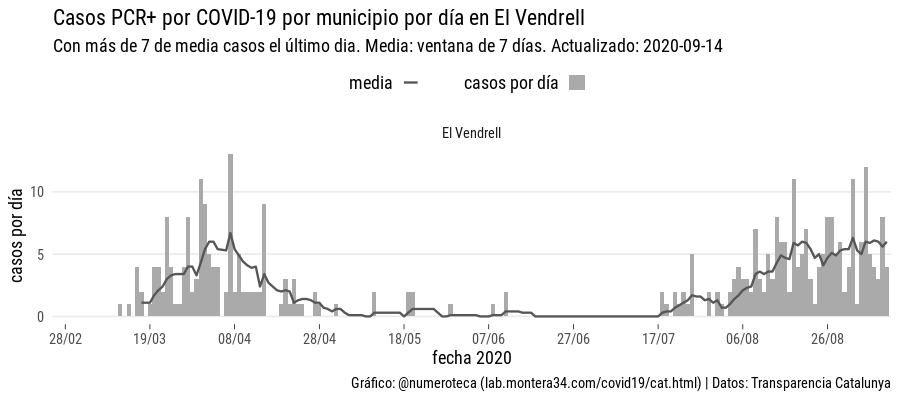 Casos PCR+ por COVID-19 por municipio por día en El Vendrell
Con más de 7 de media casos el último dia. Media: ventana de 7 días. Actualizado: 2020-09-14
media casos por día
El Vendrell
casos por día
10
5
0
28/02 19/03 08/04 28/04 18/05 07/06 27/06 17/07 06/08 26/08
fecha 2020
Gráfico: @numeroteca (lab.montera34.com/covid19/cat.html) | Datos: Transparencia Catalunya